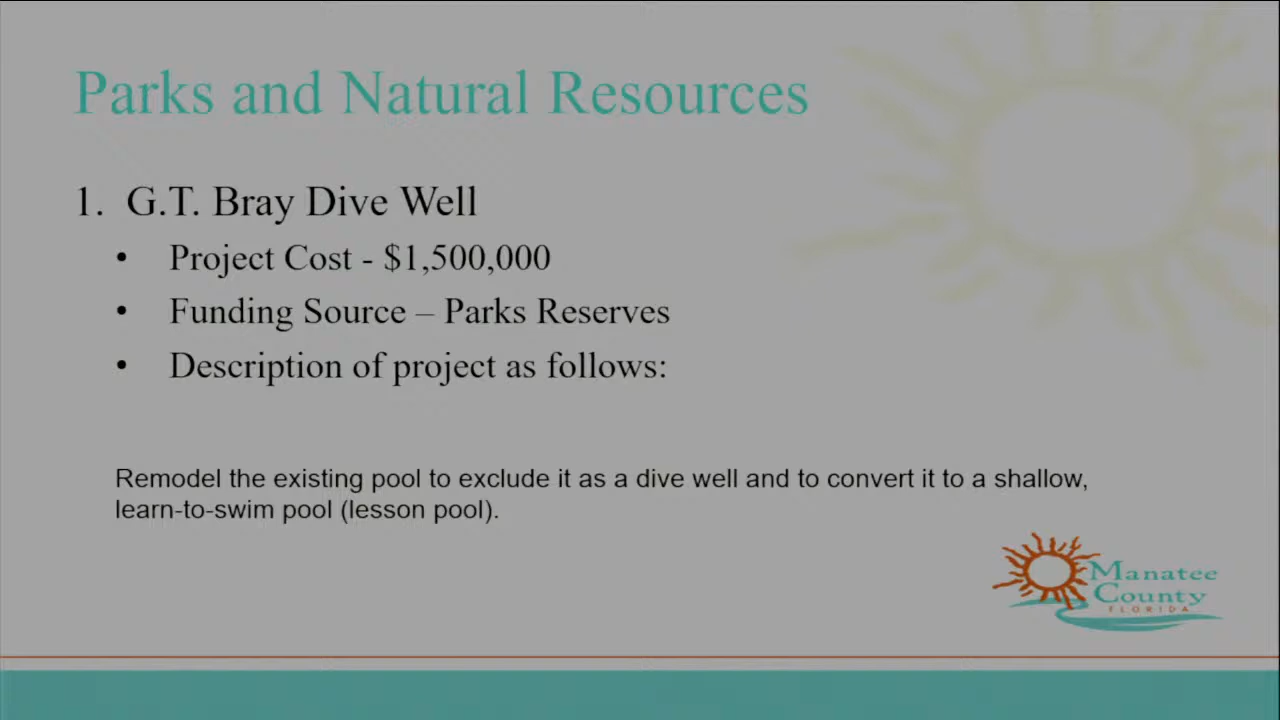 Parks and Natural Resources
1. G.T. Bray Dive Well
• Project Cost - $1,500,000
• Funding Source – Parks Reserves
• Description of project as follows:
Remodel the existing pool to exclude it as a dive well and to convert it to a shallow,
learn-to-swim pool (lesson pool).
Manatee
County
FLORIDA